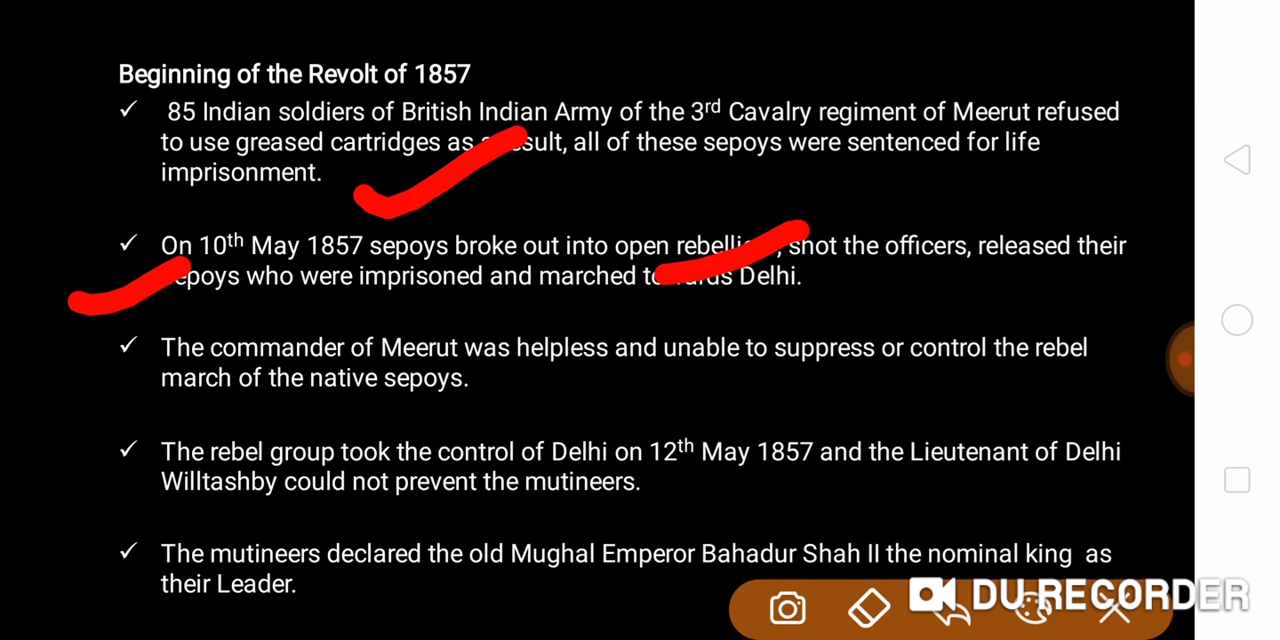 Beginning of the Revolt of 1857
✓ 85 Indian soldiers of British Indian Army of the 3rd Cavalry regiment of Meerut refused
to use greased cartridges as a result, all of these sepoys were sentenced for life
imprisonment.
✓ On 10th May 1857 sepoys broke out into open rebellion, shot the officers, released their
sepoys who were imprisoned and marched towards Delhi.
✓ The commander of Meerut was helpless and unable to suppress or control the rebel
march of the native sepoys.
✓ The rebel group took the control of Delhi on 12th May 1857 and the Lieutenant of Delhi
Willtashby could not prevent the mutineers.
✓ The mutineers declared the old Mughal Emperor Bahadur Shah II the nominal king as
their Leader.
DU RECORDER